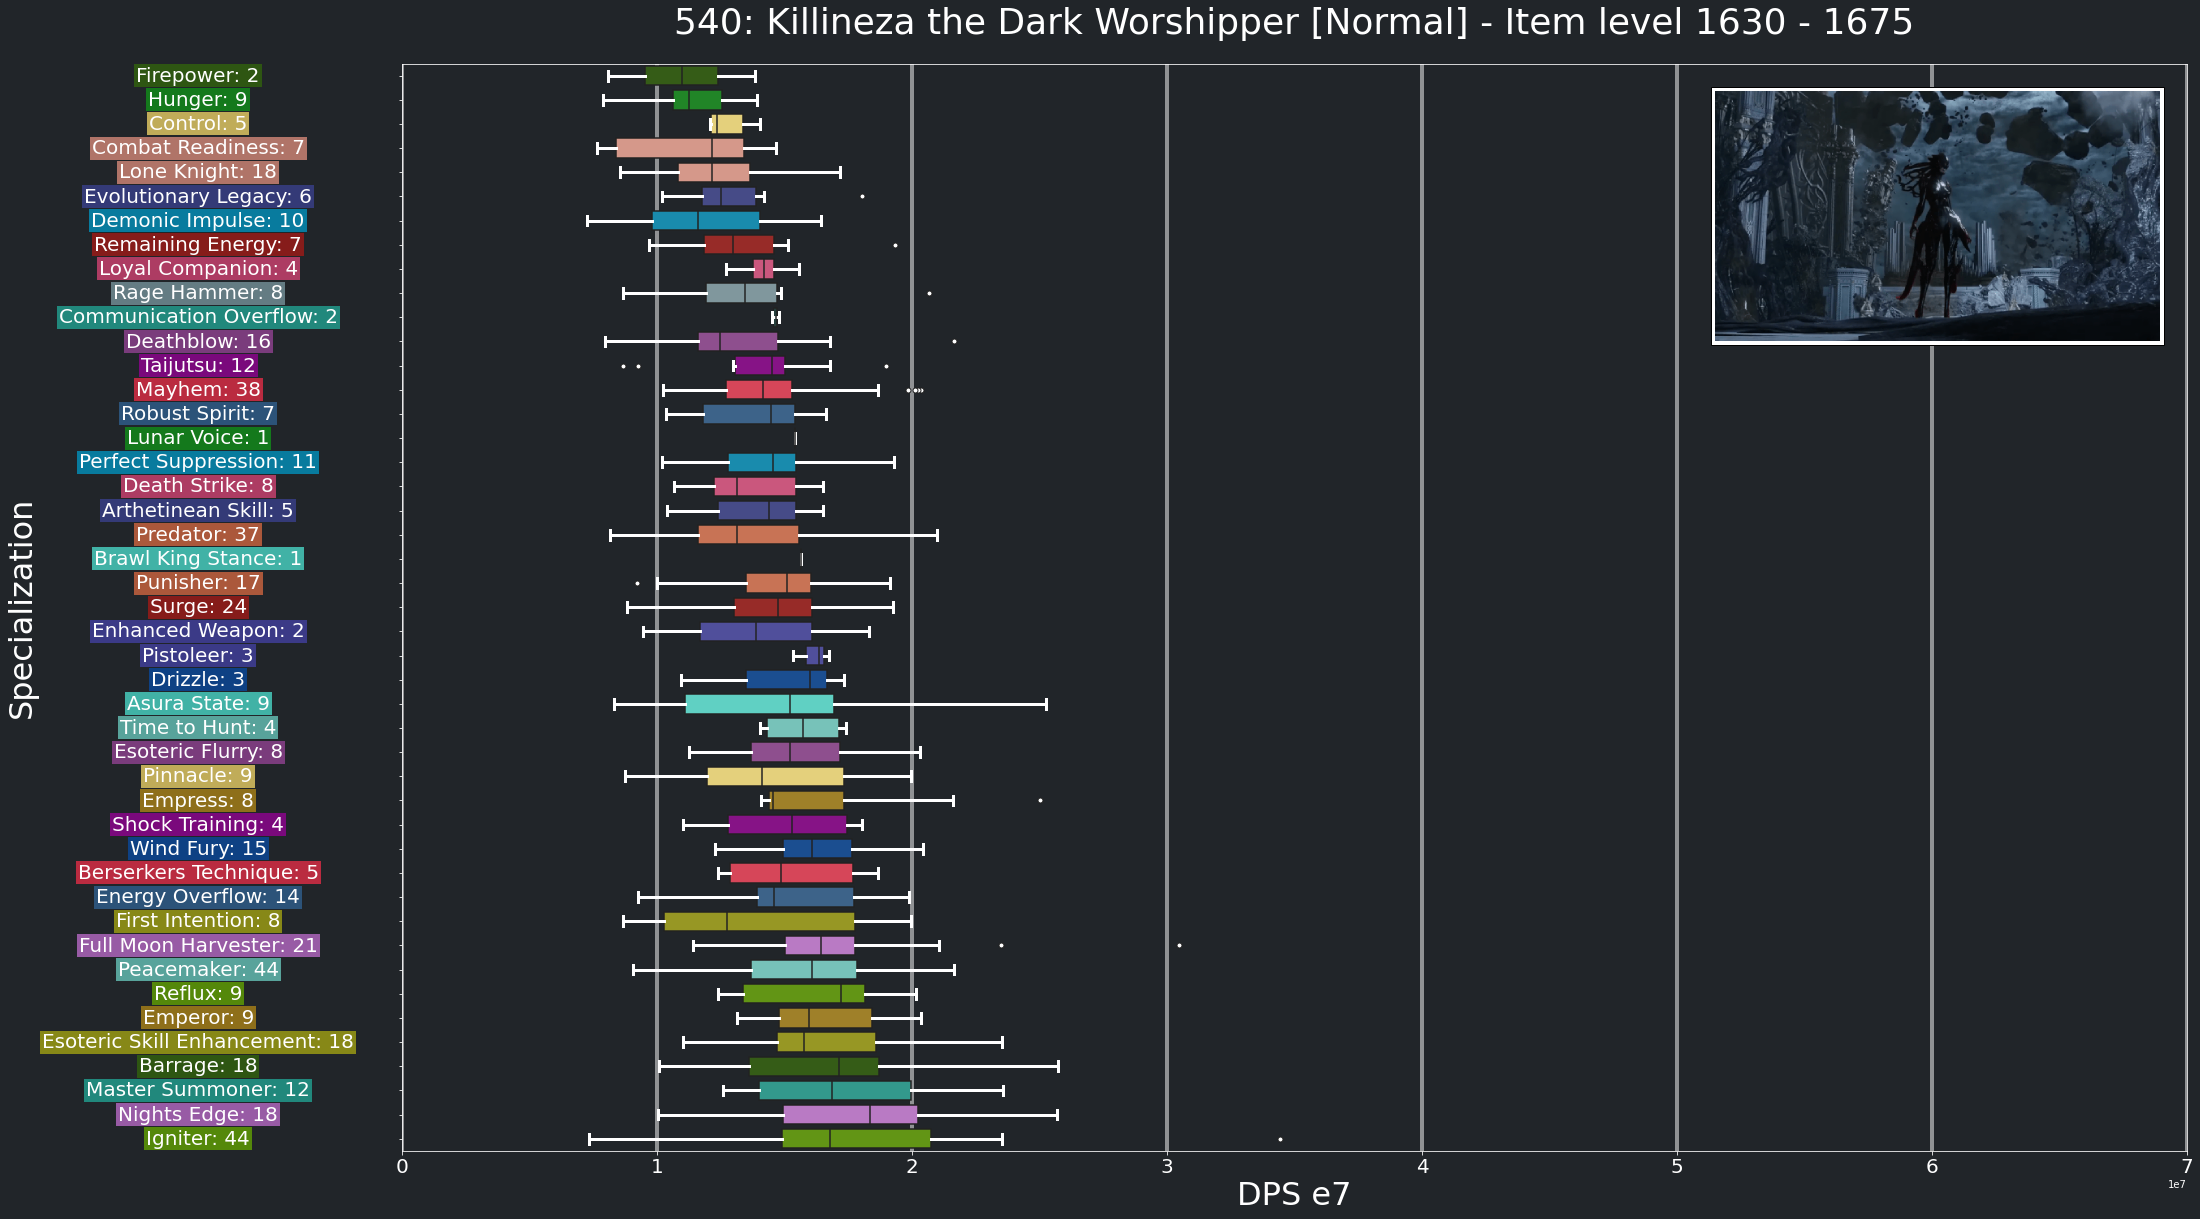 540: Killineza the Dark Worshipper [Normal] - Item level 1630 - 1675
Specialization
Firepower: 2
Hunger: 9
Control: 5
Combat Readiness: 7
Lone Knight: 18
Evolutionary Legacy: 6
Demonic Impulse: 10
Remaining Energy: 7
Loyal Companion: 4
Rage Hammer: 8
Communication Overflow: 2
Deathblow: 16
Taijutsu: 12
Mayhem: 38
Robust Spirit: 7
Lunar Voice: 1
Perfect Suppression: 11
Death Strike: 8
Arthetinean Skill: 5
Predator: 37
Brawl King Stance: 1
Punisher: 17
Surge: 24
Enhanced Weapon: 2
Pistoleer: 3
Drizzle: 3
Asura State: 9
Time to Hunt: 4
Esoteric Flurry: 8
Pinnacle: 9
Empress: 8
Shock Training: 4
Wind Fury: 15
Berserkers Technique: 5
Energy Overflow: 14
First Intention: 8
Full Moon Harvester: 21
Peacemaker: 44
Reflux: 9
Emperor: 9
Esoteric Skill Enhancement: 18
Barrage: 18
Master Summoner: 12
Nights Edge: 18
Igniter: 44
0 1 2 3 4 5 6 7
1e7
DPS e7